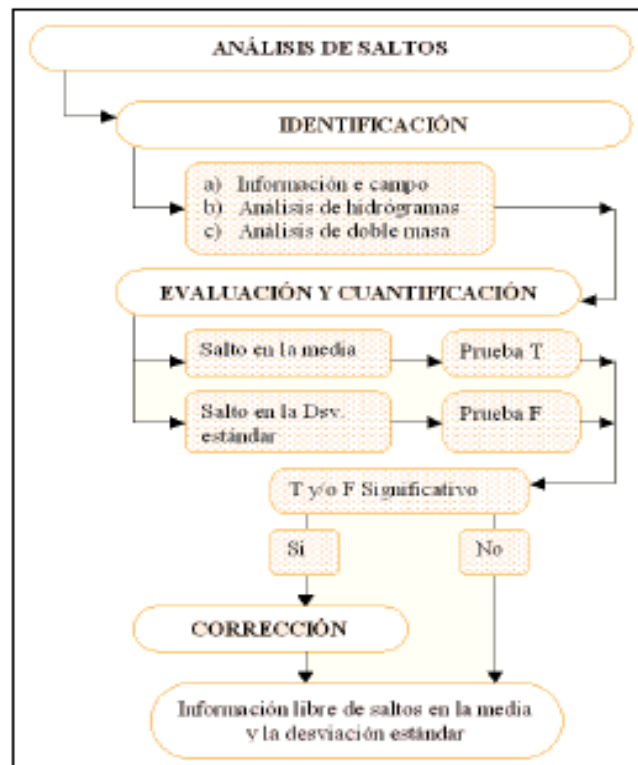 ANÁLISIS DE SALTOS
IDENTIFICACIÓN
a) Información e campo
b) Análisis de hidrógramas
c) Análisis de doble masa
EVALUACIÓN Y CUANTIFICACIÓN
Salto en la media
Prueba T
Salto en la Dsv.
estándar
Prueba F
T y/o F Significativo
Si
No
CORRECCIÓN
Información libre de saltos en la media
y la desviación estándar